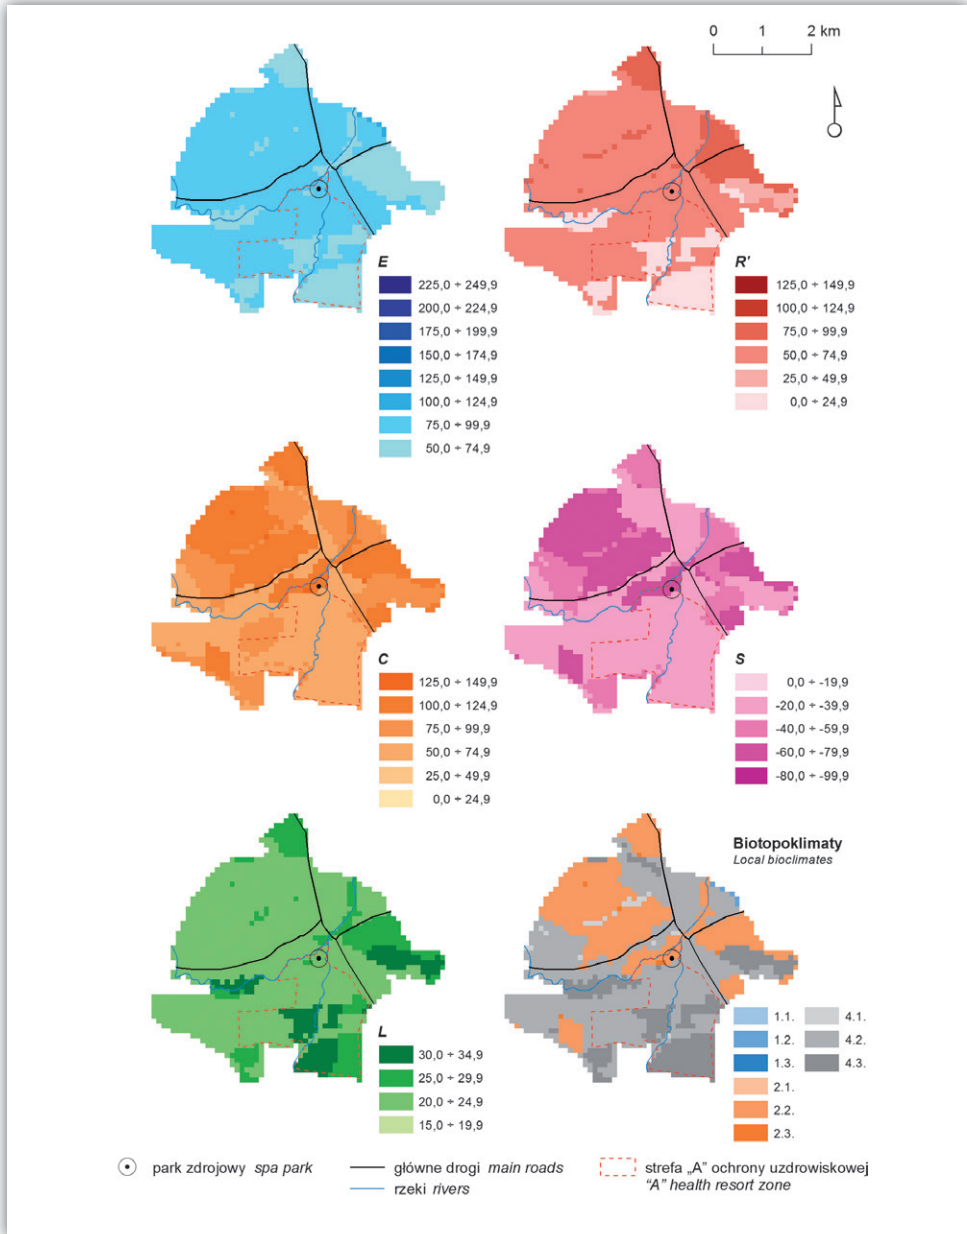 0 1 2 km
E
225,0 ÷ 249,9
200,0 ÷ 224,9
175,0 ÷ 199,9
150,0 ÷ 174,9
125,0 ÷ 149,9
100,0 ÷ 124,9
75,0 ÷ 99,9
50,0 ÷ 74,9
R'
125,0 ÷ 149,9
100,0 ÷ 124,9
75,0 ÷ 99,9
50,0 ÷ 74,9
25,0 ÷ 49,9
0,0 ÷ 24,9
C
125,0 ÷ 149,9
100,0 ÷ 124,9
75,0 ÷ 99,9
50,0 ÷ 74,9
25,0 ÷ 49,9
0,0 ÷ 24,9
S
0,0 ÷ -19,9
-20,0 ÷ -39,9
-40,0 ÷ -59,9
-60,0 ÷ -79,9
-80,0 ÷ -99,9
L
30,0 ÷ 34,9
25,0 ÷ 29,9
20,0 ÷ 24,9
15,0 ÷ 19,9
Biotopoklimaty
Local bioclimates
1.1. 4.1.
1.2. 4.2.
1.3. 4.3.
2.1.
2.2.
2.3.
park zdrojowy spa park
główne drogi main roads
rzeki rivers
strefa „A” ochrony uzdrowiskowej
“A” health resort zone